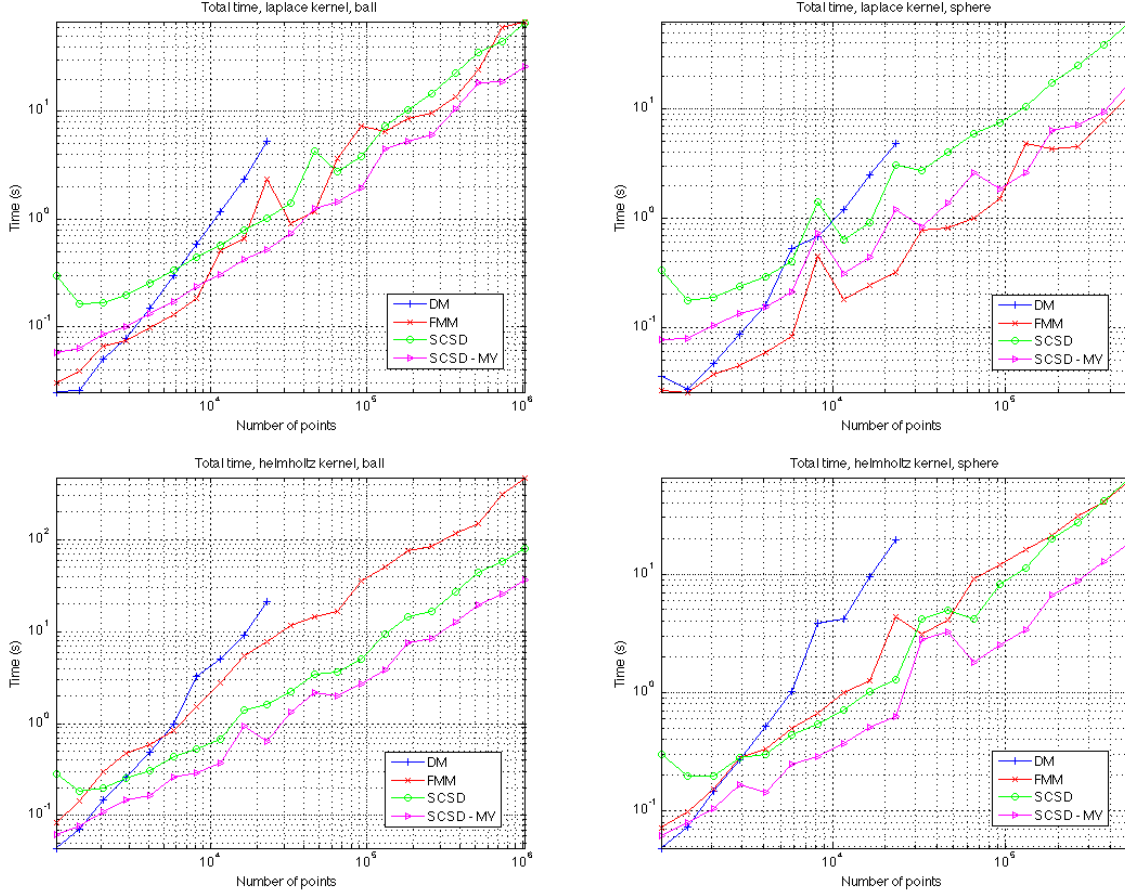 Total time, laplace kernel, ball
10^1
10^0
10^-1
Time (s)
DM
FMM
SCSD
SCSD - MV
10^4
10^5
10^6
Number of points
Total time, laplace kernel, sphere
10^1
10^0
10^-1
Time (s)
DM
FMM
SCSD
SCSD - MV
10^4
10^5
Number of points
Total time, helmholtz kernel, ball
10^2
10^1
10^0
10^-1
Time (s)
DM
FMM
SCSD
SCSD - MV
10^4
10^5
10^6
Number of points
Total time, helmholtz kernel, sphere
10^1
10^0
10^-1
Time (s)
DM
FMM
SCSD
SCSD - MV
10^4
10^5
Number of points